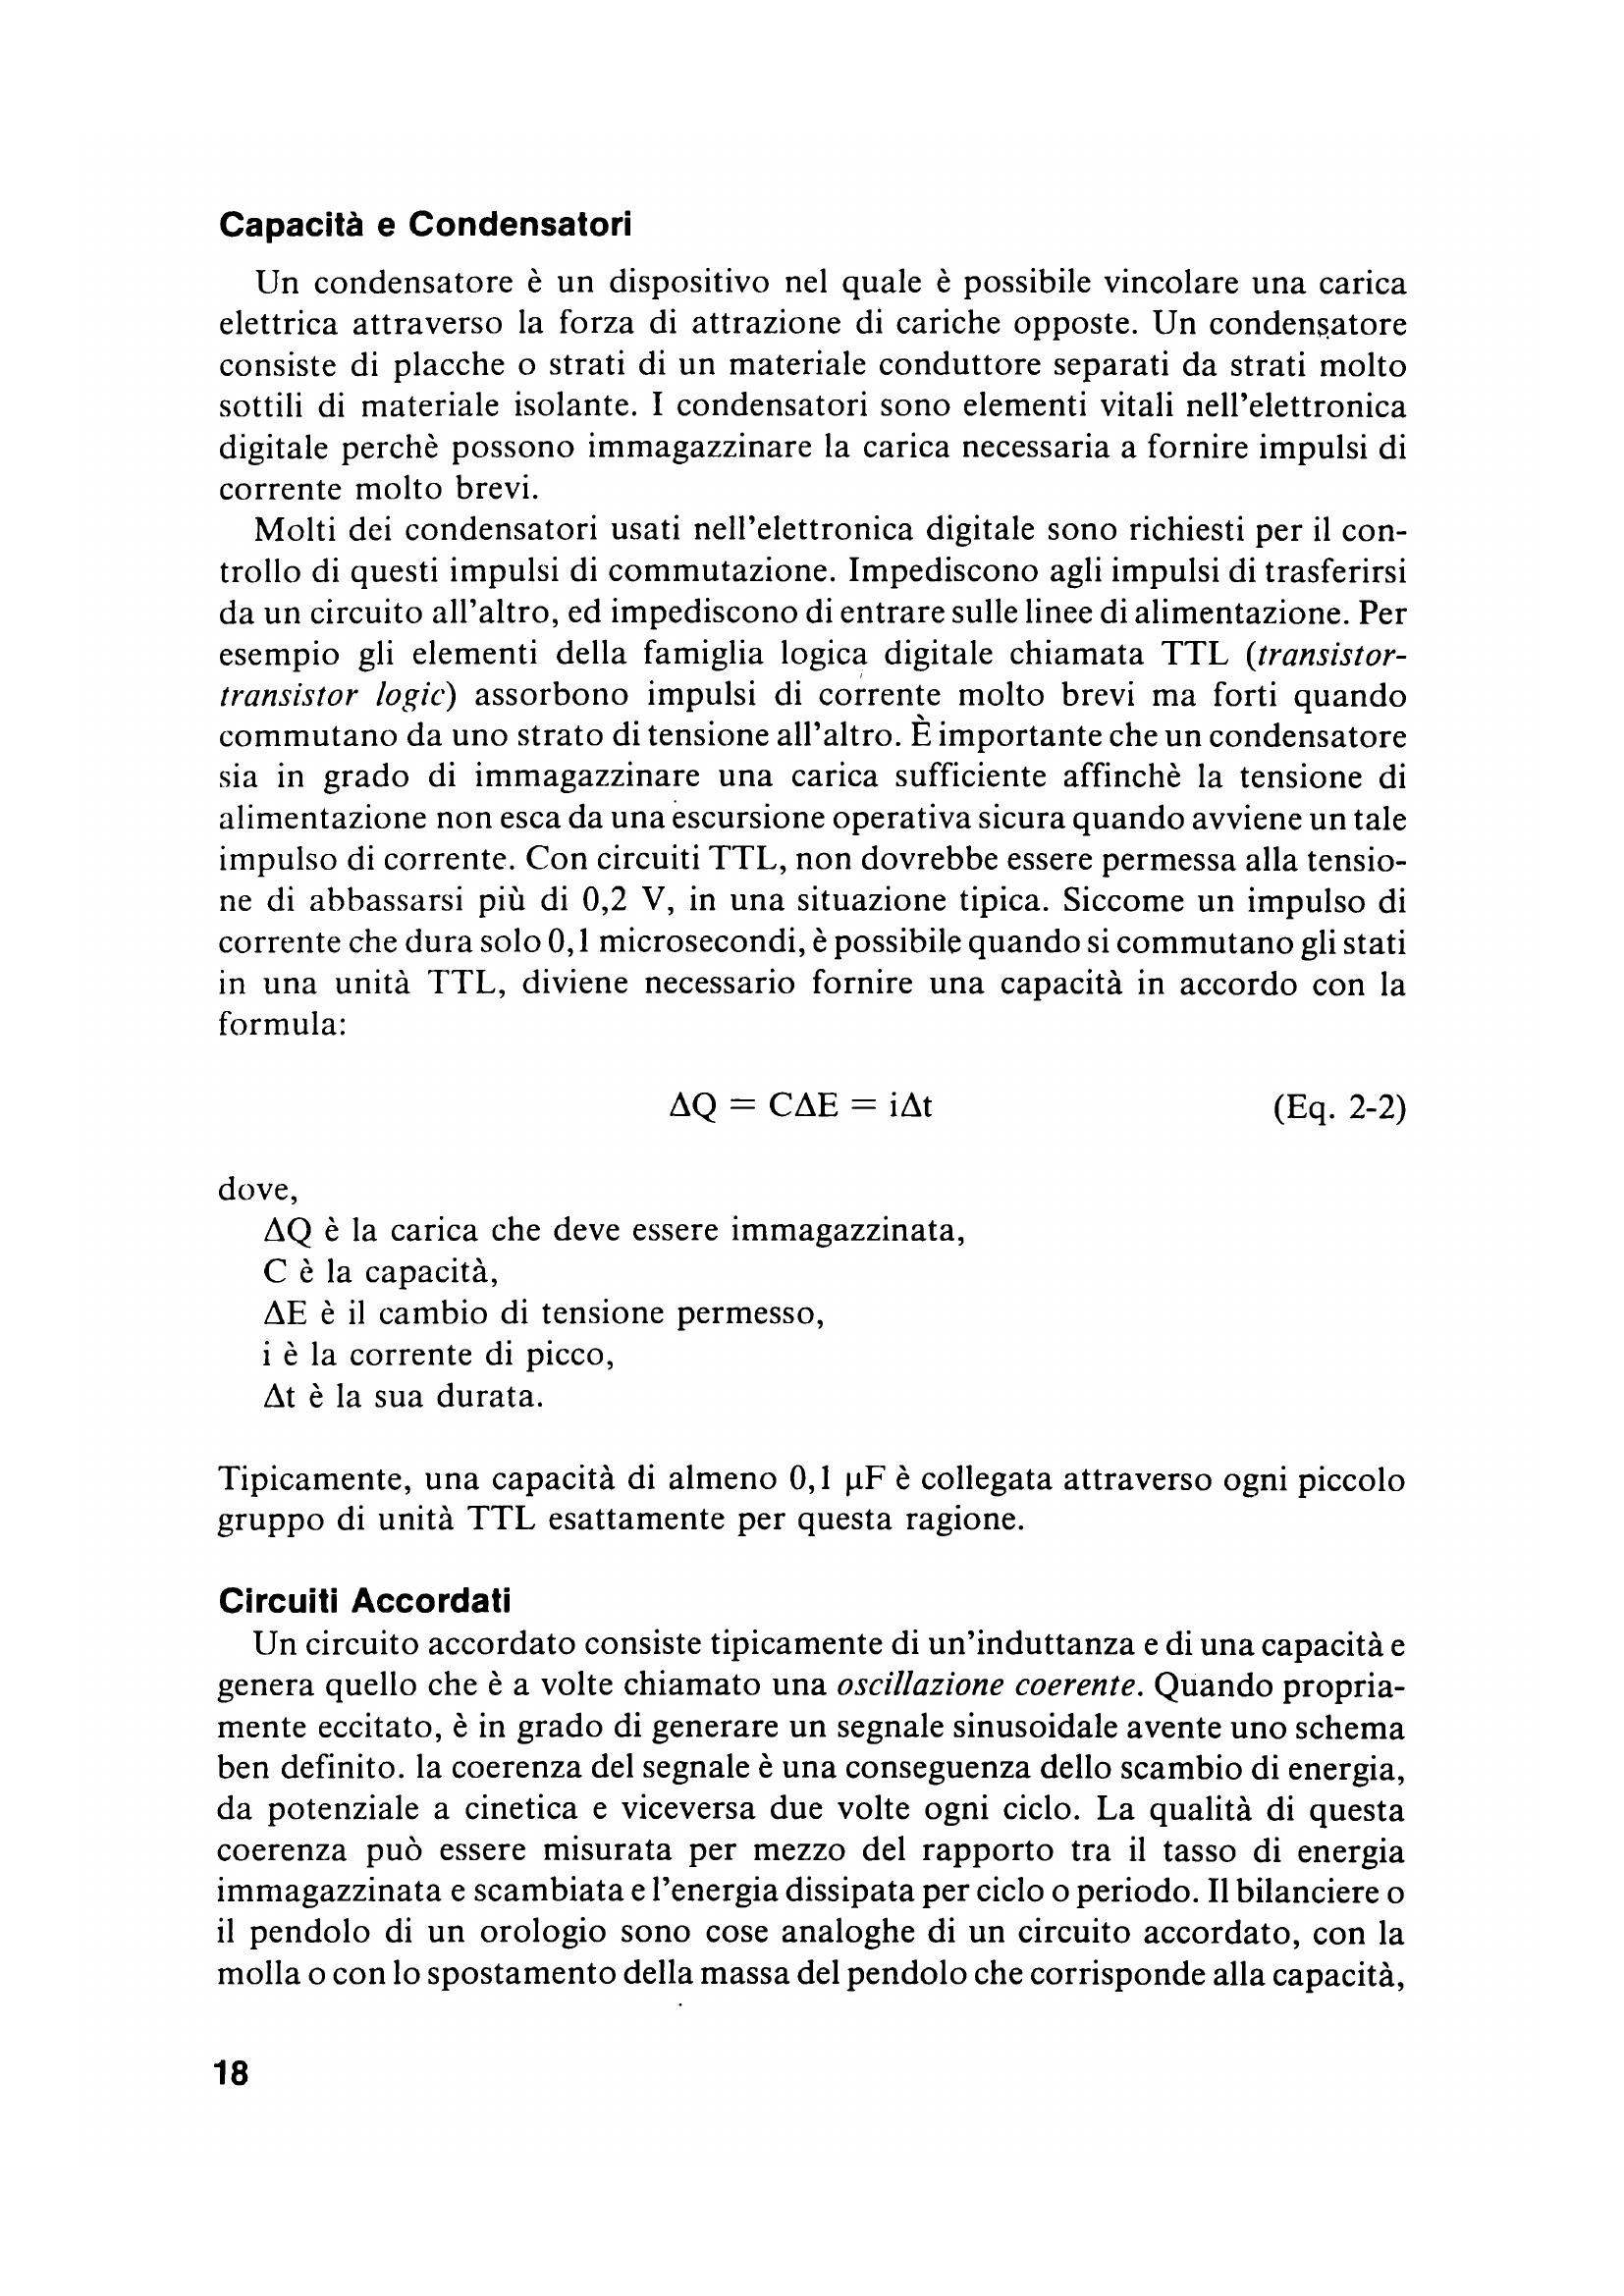 Capacità e Condensatori
Un condensatore è un dispositivo nel quale è possibile vincolare una carica
elettrica attraverso la forza di attrazione di cariche opposte. Un condensatore
consiste di placche o strati di un materiale conduttore separati da strati molto
sottili di materiale isolante. I condensatori sono elementi vitali nell'elettronica
digitale perchè possono immagazzinare la carica necessaria a fornire impulsi di
corrente molto brevi.
Molti dei condensatori usati nell'elettronica digitale sono richiesti per il con-
trollo di questi impulsi di commutazione. Impediscono agli impulsi di trasferirsi
da un circuito all'altro, ed impediscono di entrare sulle linee di alimentazione. Per
esempio gli elementi della famiglia logica digitale chiamata TTL (transistor-
transistor logic) assorbono impulsi di corrente molto brevi ma forti quando
commutano da uno strato di tensione all'altro. È importante che un condensatore
sia in grado di immagazzinare una carica sufficiente affinchè la tensione di
alimentazione non esca da una escursione operativa sicura quando avviene un tale
impulso di corrente. Con circuiti TTL, non dovrebbe essere permessa alla tensio-
ne di abbassarsi più di 0,2 V, in una situazione tipica. Siccome un impulso di
corrente che dura solo 0,1 microsecondi, è possibile quando si commutano gli stati
in una unità TTL, diviene necessario fornire una capacità in accordo con la
formula:
ΔQ = CΔE = iΔt (Eq. 2-2)
dove,
ΔQ è la carica che deve essere immagazzinata,
C è la capacità,
ΔE è il cambio di tensione permesso,
i è la corrente di picco,
Δt è la sua durata.
Tipicamente, una capacità di almeno 0,1 µF è collegata attraverso ogni piccolo
gruppo di unità TTL esattamente per questa ragione.
Circuiti Accordati
Un circuito accordato consiste tipicamente di un'induttanza e di una capacità e
genera quello che è a volte chiamato una oscillazione coerente. Quando propria-
mente eccitato, è in grado di generare un segnale sinusoidale avente uno schema
ben definito. la coerenza del segnale è una conseguenza dello scambio di energia,
da potenziale a cinetica e viceversa due volte ogni ciclo. La qualità di questa
coerenza può essere misurata per mezzo del rapporto tra il tasso di energia
immagazzinata e scambiata e l'energia dissipata per ciclo o periodo. Il bilanciere o
il pendolo di un orologio sono cose analoghe di un circuito accordato, con la
molla o con lo spostamento della massa del pendolo che corrisponde alla capacità,
18